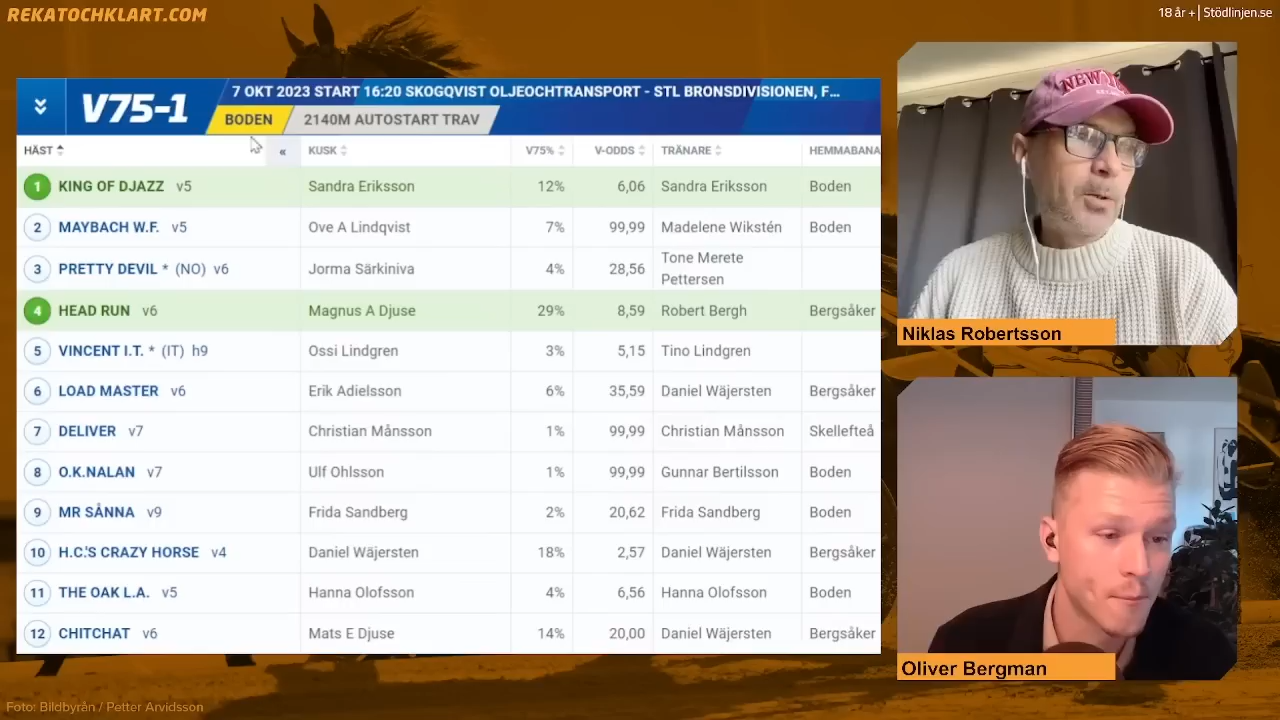 REKATOCHKLART.COM
18 år + | Stödlinjen.se
V75-1
7 OKT 2023 START 16:20 SKOGQVIST OLJEOCHTRANSPORT - STL BRONSDIVISIONEN, F...
BODEN 2140M AUTOSTART TRAV
HÄST « KUSK V75% V-ODDS TRÄNARE HEMMABANA
1 KING OF DJAZZ v5 Sandra Eriksson 12% 6,06 Sandra Eriksson Boden
2 MAYBACH W.F. v5 Ove A Lindqvist 7% 99,99 Madelene Wikstén Boden
3 PRETTY DEVIL * (NO) v6 Jorma Särkiniva 4% 28,56 Tone Merete Pettersen
4 HEAD RUN v6 Magnus A Djuse 29% 8,59 Robert Bergh Bergsåker
5 VINCENT I.T. * (IT) h9 Ossi Lindgren 3% 5,15 Tino Lindgren
6 LOAD MASTER v6 Erik Adielsson 6% 35,59 Daniel Wäjersten Bergsåker
7 DELIVER v7 Christian Månsson 1% 99,99 Christian Månsson Skellefteå
8 O.K.NALAN v7 Ulf Ohlsson 1% 99,99 Gunnar Bertilsson Boden
9 MR SÅNNA v9 Frida Sandberg 2% 20,62 Frida Sandberg Boden
10 H.C.'S CRAZY HORSE v4 Daniel Wäjersten 18% 2,57 Daniel Wäjersten Bergsåker
11 THE OAK L.A. v5 Hanna Olofsson 4% 6,56 Hanna Olofsson Boden
12 CHITCHAT v6 Mats E Djuse 14% 20,00 Daniel Wäjersten Bergsåker
NEW Y
Niklas Robertsson
Oliver Bergman
Foto: Bildbyrån / Petter Arvidsson